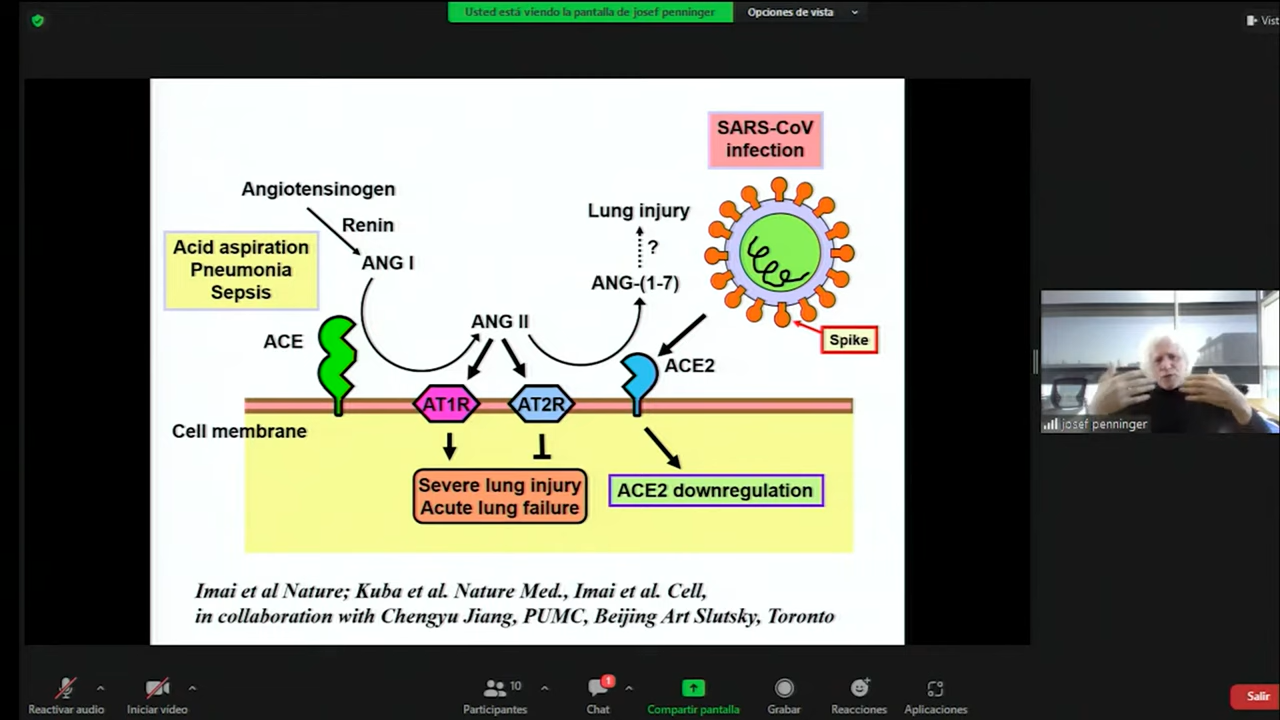 Usted está viendo la pantalla de josef penninger
Opciones de vista
Vist
SARS-CoV
infection
Angiotensinogen
Renin
Lung injury
Acid aspiration
Pneumonia
Sepsis
ANG I
?
ANG-(1-7)
ANG II
ACE
Spike
ACE2
AT1R
AT2R
Cell membrane
Severe lung injury
Acute lung failure
ACE2 downregulation
josef penninger
Imai et al Nature; Kuba et al. Nature Med., Imai et al. Cell,
in collaboration with Chengyu Jiang, PUMC, Beijing Art Slutsky, Toronto
10
1
Reactivar audio
Iniciar vídeo
Participantes
Chat
Compartir pantalla
Grabar
Reacciones
Aplicaciones
Salir